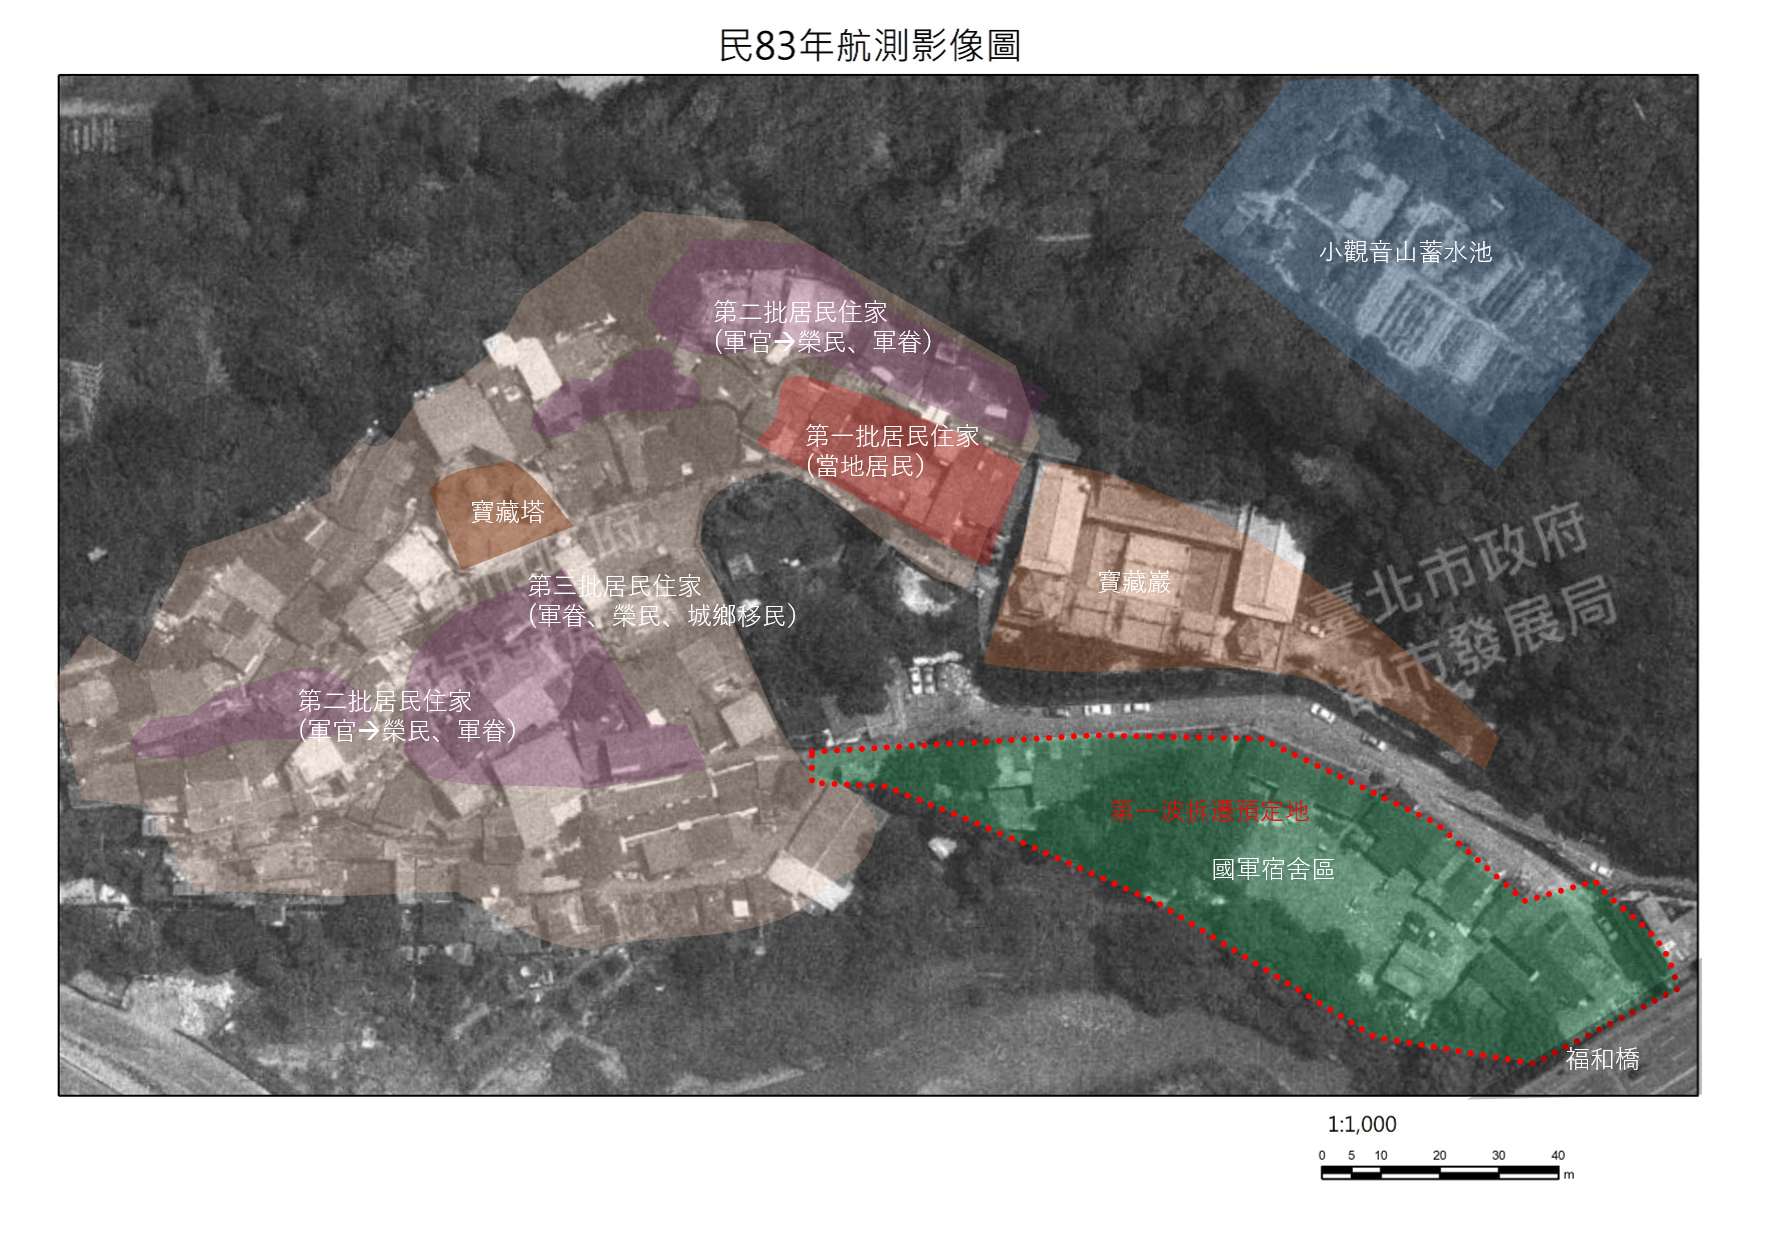 民83年航測影像圖
小觀音山蓄水池
第二批居民住家
(軍官→榮民、軍眷)
第一批居民住家
(當地居民)
寶藏塔
寶藏巖
第三批居民住家
(軍眷、榮民、城鄉移民)
臺北市政府
都市發展局
第二批居民住家
(軍官→榮民、軍眷)
第一波拆遷預定地
國軍宿舍區
福和橋
1:1,000
0 5 10 20 30 40
m